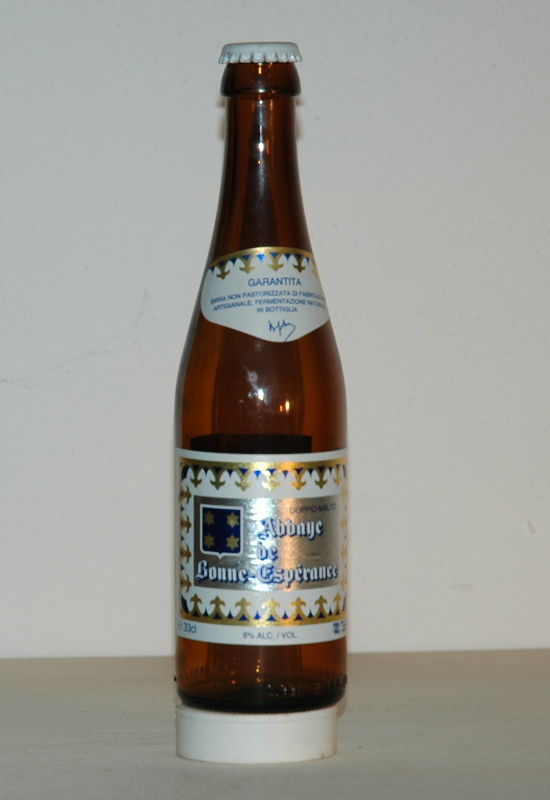 GARANTITA
BIRRA NON PASTORIZZATA DI FABRICAZIONE
ARTIGIANALE, FERMENTAZIONE NATURALE
IN BOTTIGLIA
DOPPIO MALTO
Abbaye
de
Bonne-Espérance
33cl
8% ALC. / VOL.